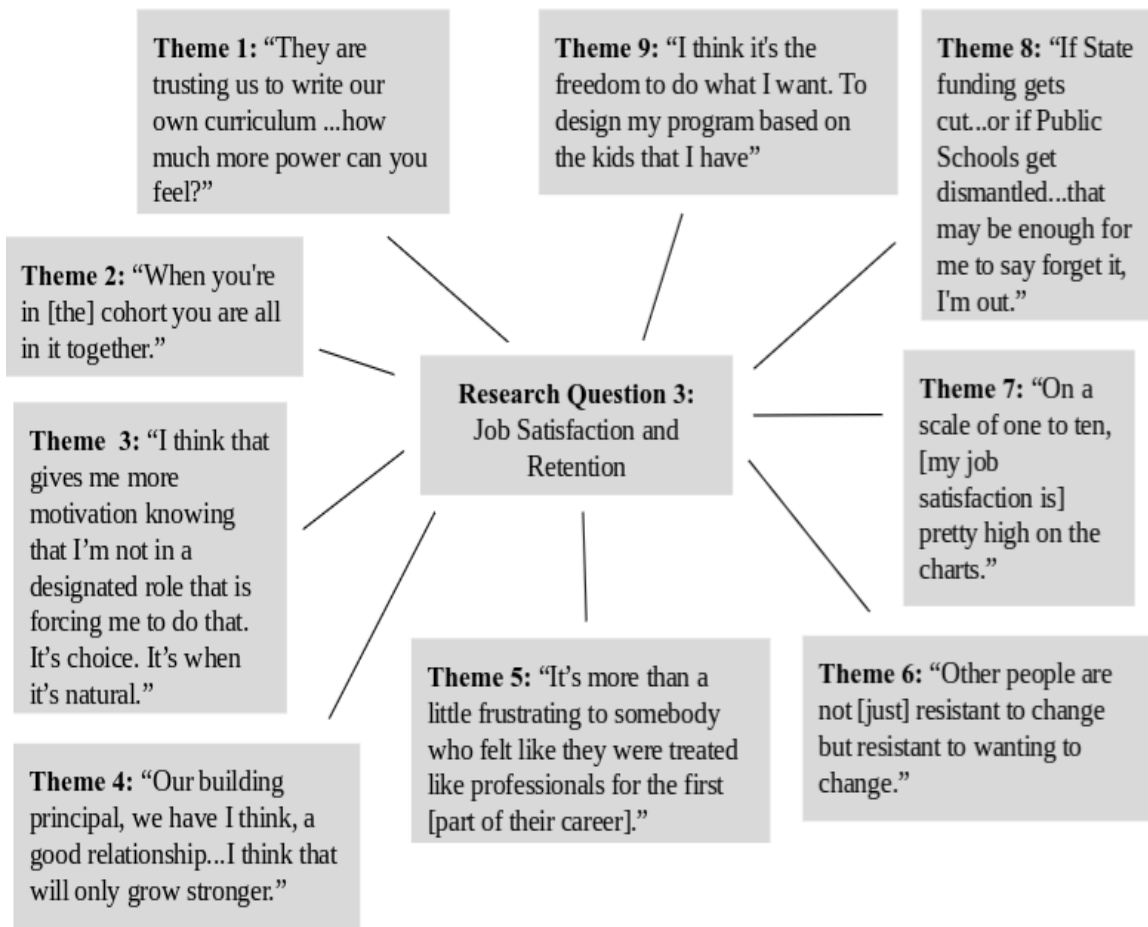 Theme 1: “They are
trusting us to write our
own curriculum ...how
much more power can you
feel?”
Theme 9: “I think it's the
freedom to do what I want. To
design my program based on
the kids that I have”
Theme 8: “If State
funding gets
cut...or if Public
Schools get
dismantled...that
may be enough for
me to say forget it,
I'm out.”
Theme 2: “When you're
in [the] cohort you are all
in it together.”
Research Question 3:
Job Satisfaction and
Retention
Theme 7: “On a
scale of one to ten,
[my job
satisfaction is]
pretty high on the
charts.”
Theme 3: “I think that
gives me more
motivation knowing
that I’m not in a
designated role that is
forcing me to do that.
It’s choice. It’s when
it’s natural.”
Theme 4: “Our building
principal, we have I think, a
good relationship...I think that
will only grow stronger.”
Theme 5: “It’s more than a
little frustrating to somebody
who felt like they were treated
like professionals for the first
[part of their career].”
Theme 6: “Other people are
not [just] resistant to change
but resistant to wanting to
change.”